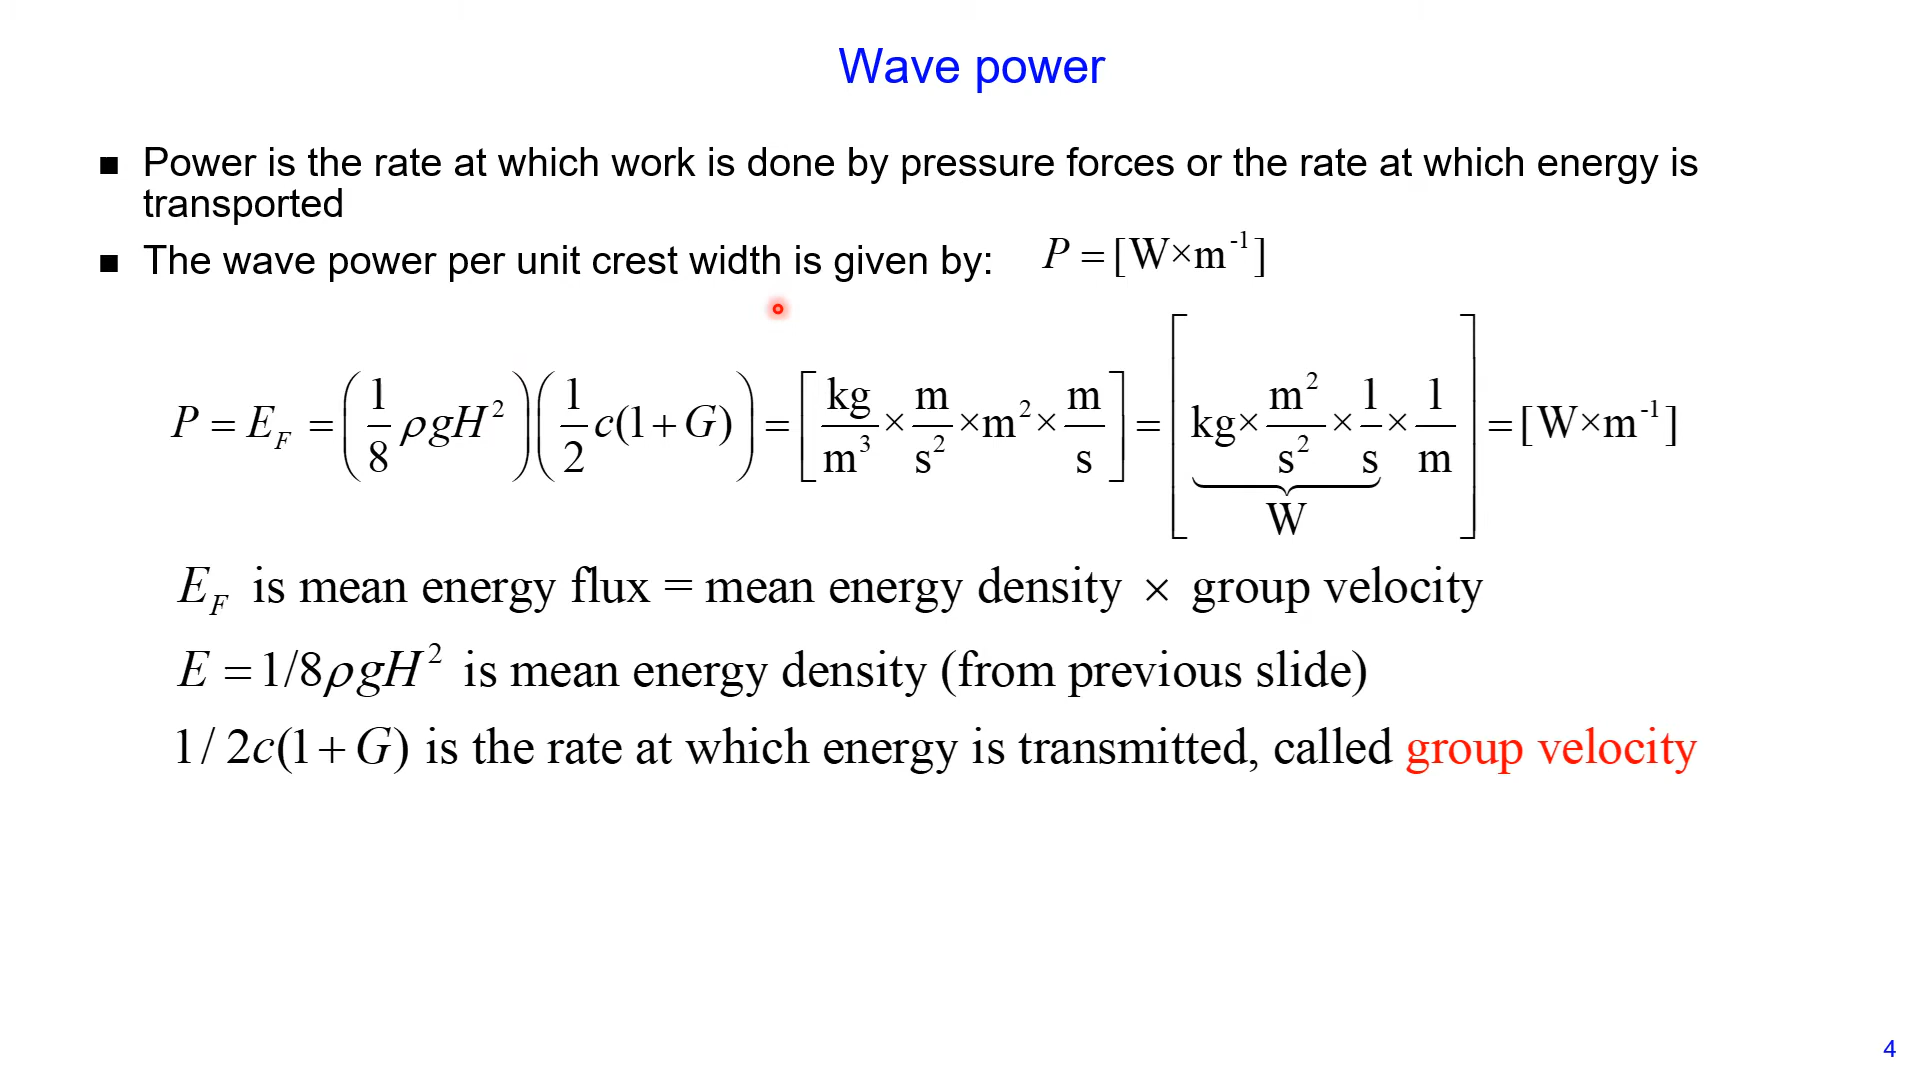 Wave power
■ Power is the rate at which work is done by pressure forces or the rate at which energy is
transported
■ The wave power per unit crest width is given by: P = [W×m⁻¹]
P = E_F = (1/8 ρgH²)(1/2 c(1+G)) = [kg/m³ × m/s² × m² × m/s] = [kg× m²/s² × 1/s × 1/m] = [W×m⁻¹]
W
E_F is mean energy flux = mean energy density × group velocity
E = 1/8ρgH² is mean energy density (from previous slide)
1/2c(1+G) is the rate at which energy is transmitted, called group velocity
4